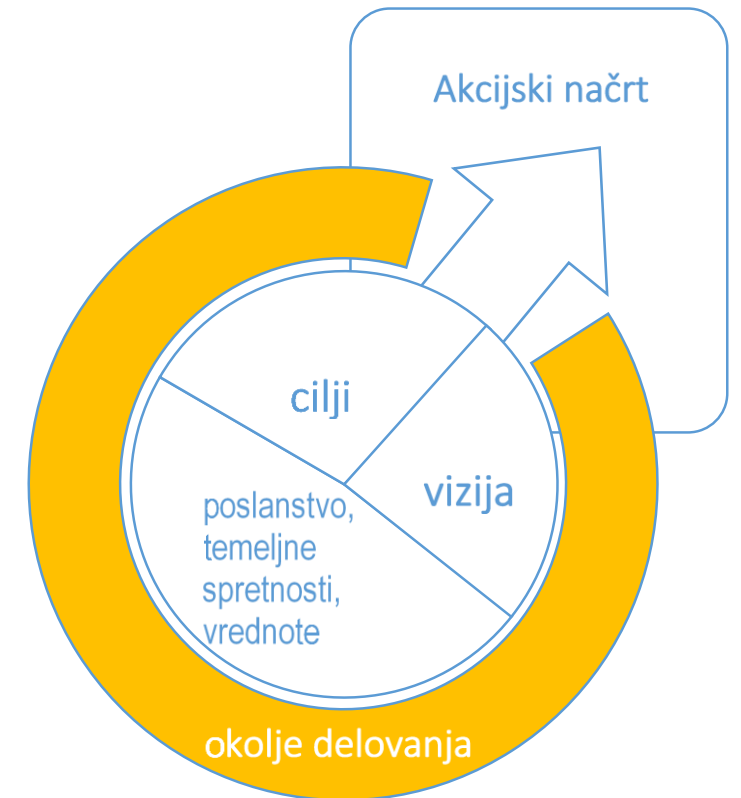 Akcijski načrt
cilji
vizija
poslanstvo,
temeljne
spretnosti,
vrednote
okolje delovanja